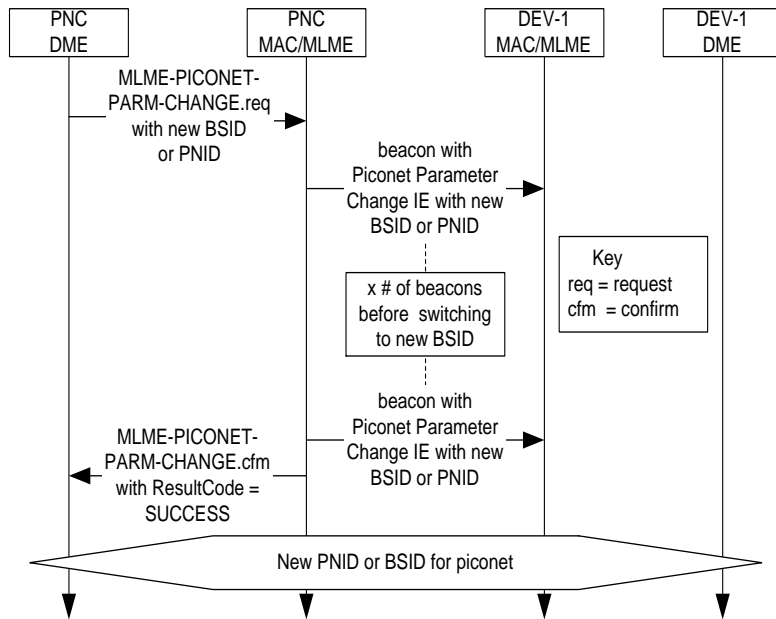 PNC
DME
PNC
MAC/MLME
DEV-1
MAC/MLME
DEV-1
DME
MLME-PICONET-
PARM-CHANGE.req
with new BSID
or PNID
beacon with
Piconet Parameter
Change IE with new
BSID or PNID
Key
req = request
cfm = confirm
x # of beacons
before switching
to new BSID
beacon with
Piconet Parameter
Change IE with new
BSID or PNID
MLME-PICONET-
PARM-CHANGE.cfm
with ResultCode =
SUCCESS
New PNID or BSID for piconet